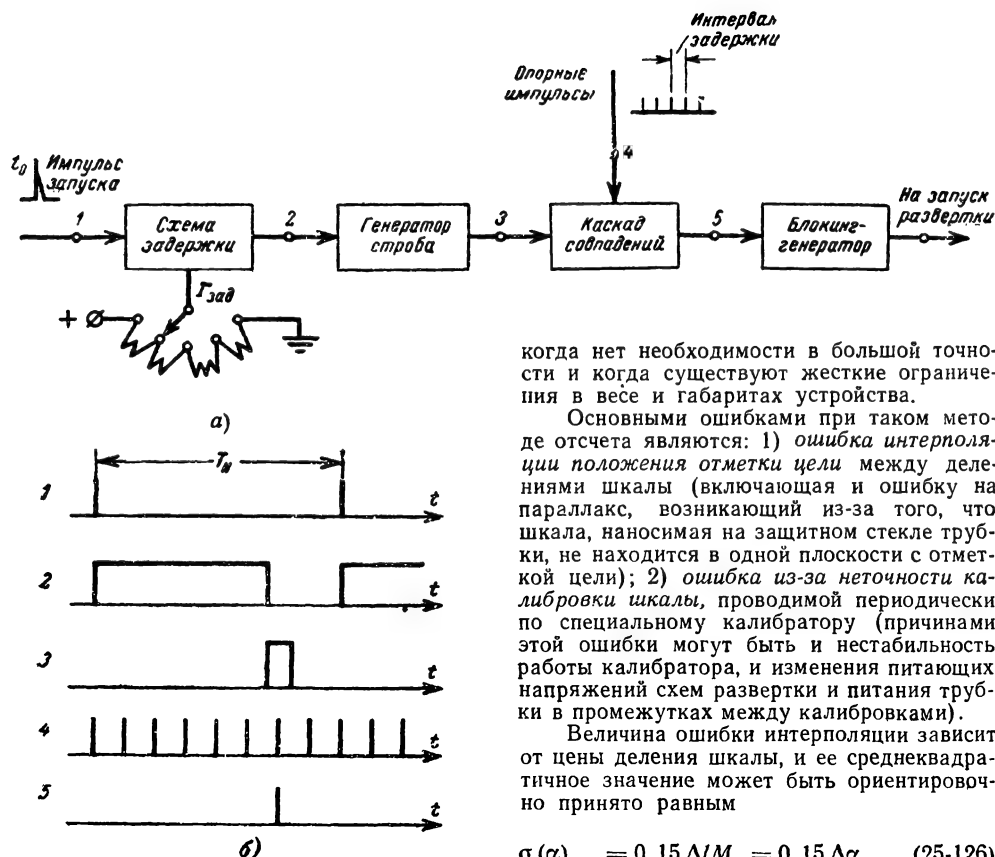 Интервал
задержки
Опорные
импульсы
4
t₀ Импульс
запуска
1
Схема
задержки
2
Генератор
строба
3
Каскад
совпадений
5
Блокинг-
генератор
На запуск
развертки
Tзад
+
а)
1
Tи
t
2
t
3
t
4
t
5
t
б)
когда нет необходимости в большой точно-
сти и когда существуют жесткие ограниче-
ния в весе и габаритах устройства.
Основными ошибками при таком мето-
де отсчета являются: 1) ошибка интерполя-
ции положения отметки цели между деле-
ниями шкалы (включающая и ошибку на
параллакс, возникающий из-за того, что
шкала, наносимая на защитном стекле труб-
ки, не находится в одной плоскости с отмет-
кой цели); 2) ошибка из-за неточности ка-
либровки шкалы, проводимой периодически
по специальному калибратору (причинами
этой ошибки могут быть и нестабильность
работы калибратора, и изменения питающих
напряжений схем развертки и питания труб-
ки в промежутках между калибровками).
Величина ошибки интерполяции зависит
от цены деления шкалы, и ее среднеквадра-
тичное значение может быть ориентировоч-
но принято равным
σ (α) = 0,15 Δ/M = 0,15 Δα (25-126)